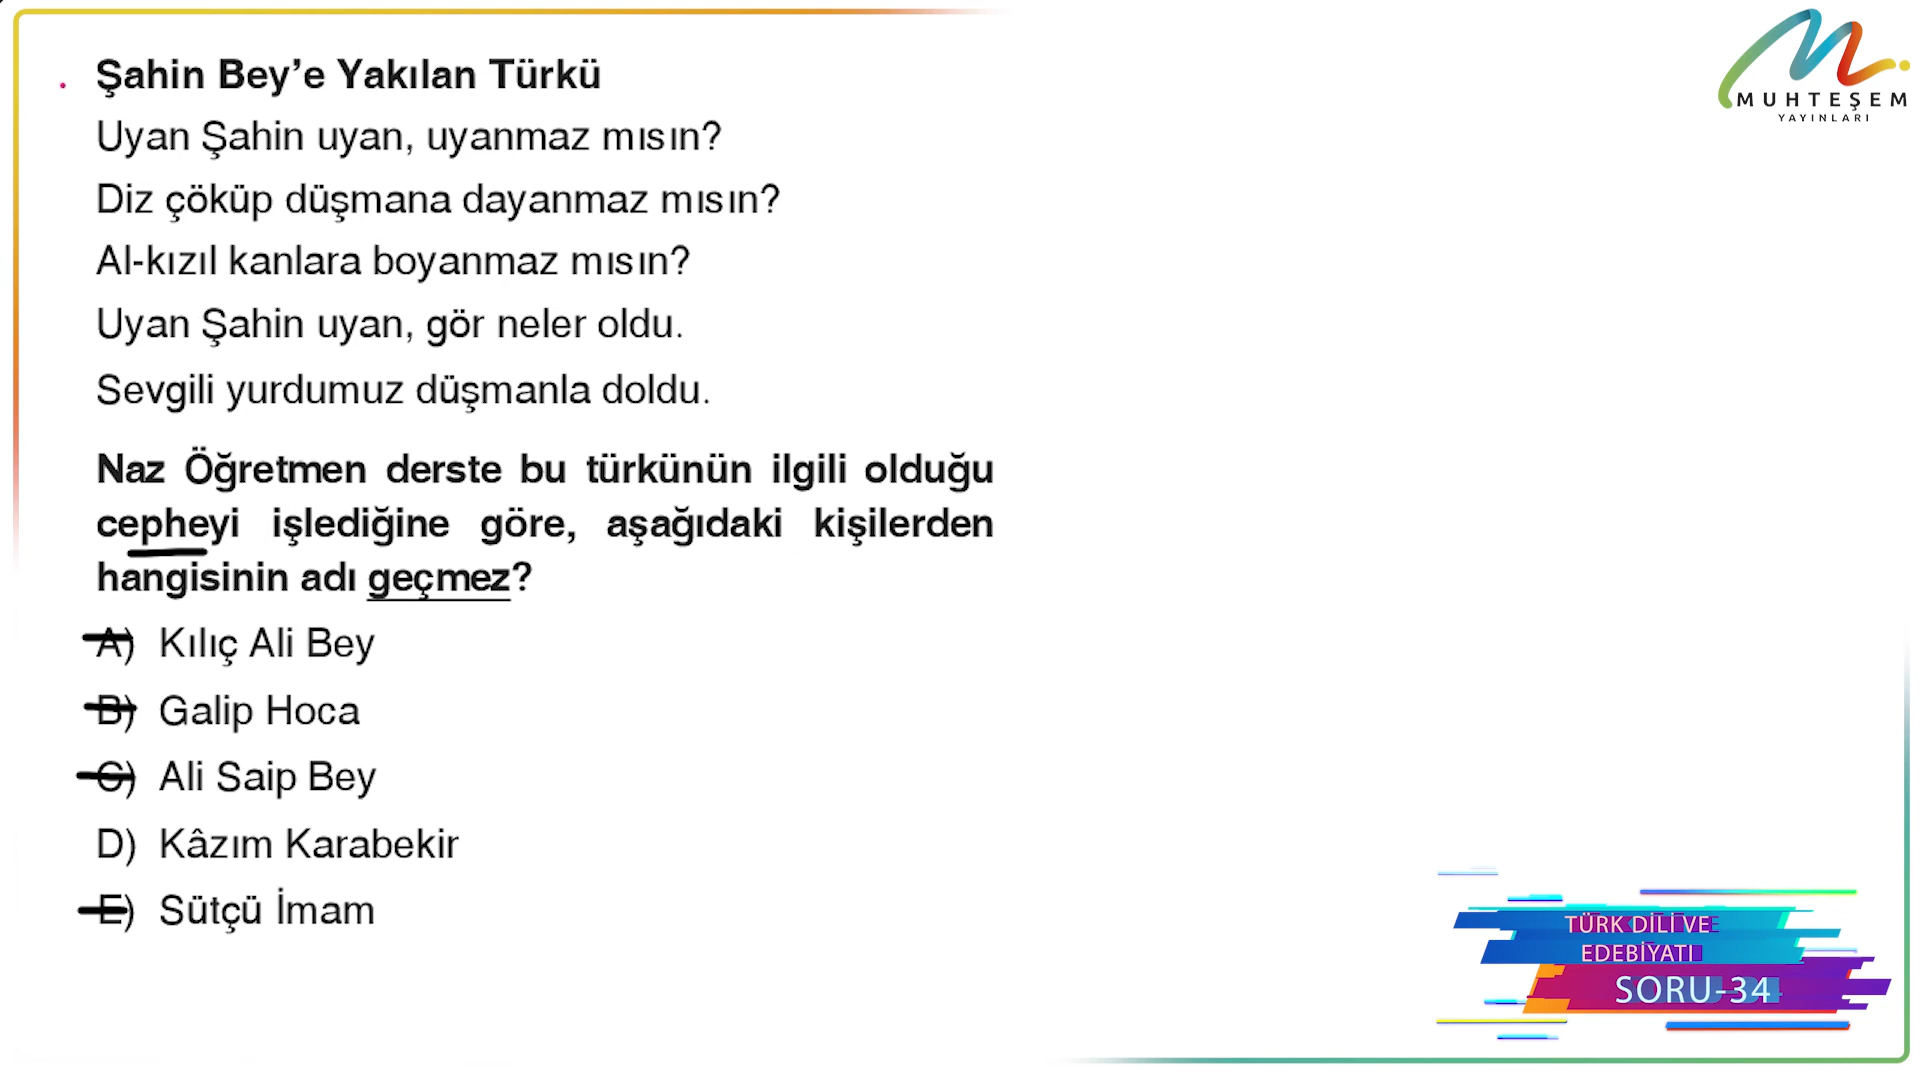 MUHTEŞEM
YAYINLARI
. Şahin Bey’e Yakılan Türkü
Uyan Şahin uyan, uyanmaz mısın?
Diz çöküp düşmana dayanmaz mısın?
Al-kızıl kanlara boyanmaz mısın?
Uyan Şahin uyan, gör neler oldu.
Sevgili yurdumuz düşmanla doldu.
Naz Öğretmen derste bu türkünün ilgili olduğu
cepheyi işlediğine göre, aşağıdaki kişilerden
hangisinin adı geçmez?
A) Kılıç Ali Bey
B) Galip Hoca
C) Ali Saip Bey
D) Kâzım Karabekir
E) Sütçü İmam
TÜRK DİLİ VE
EDEBİYATI
SORU-34